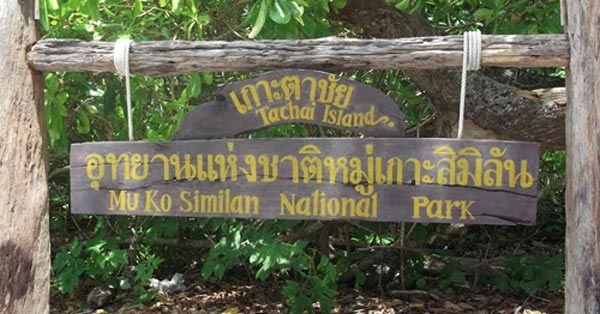 เกาะตาชัย
Tachai Island
อุทยานแห่งชาติหมู่เกาะสิมิลัน
Mu Ko Similan National Park